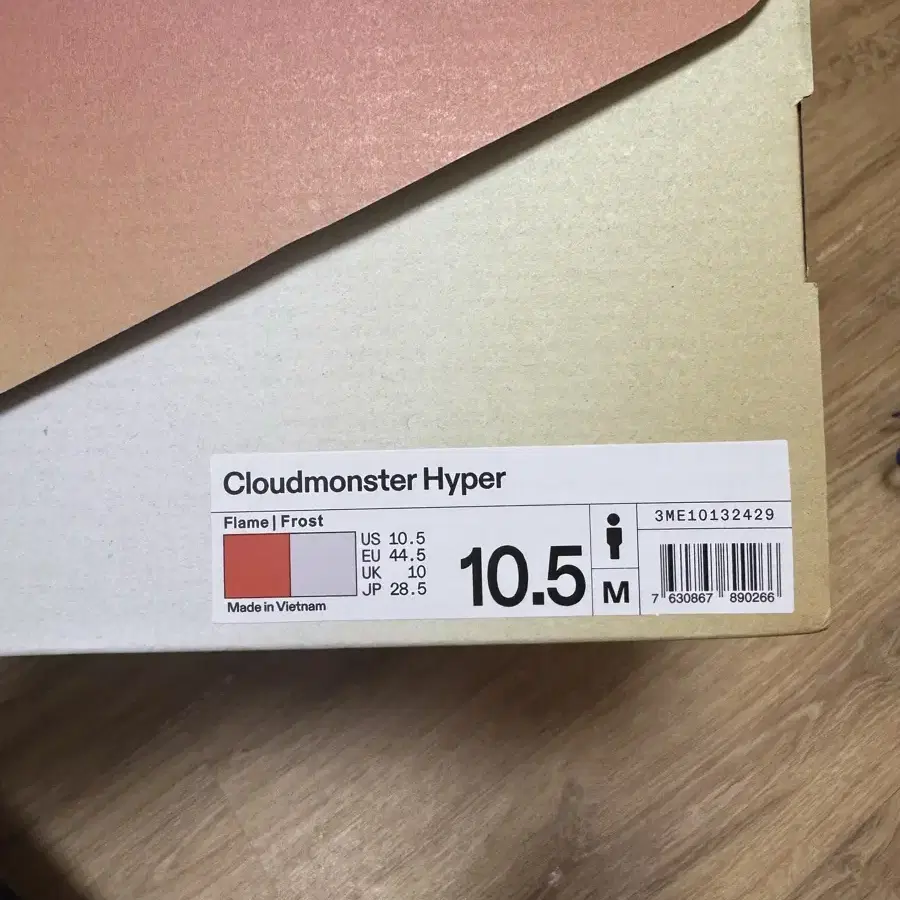 Cloudmonster Hyper
Flame | Frost
US 10.5
EU 44.5
UK 10
JP 28.5
Made in Vietnam
10.5
M
3ME10132429
7 630867 890266